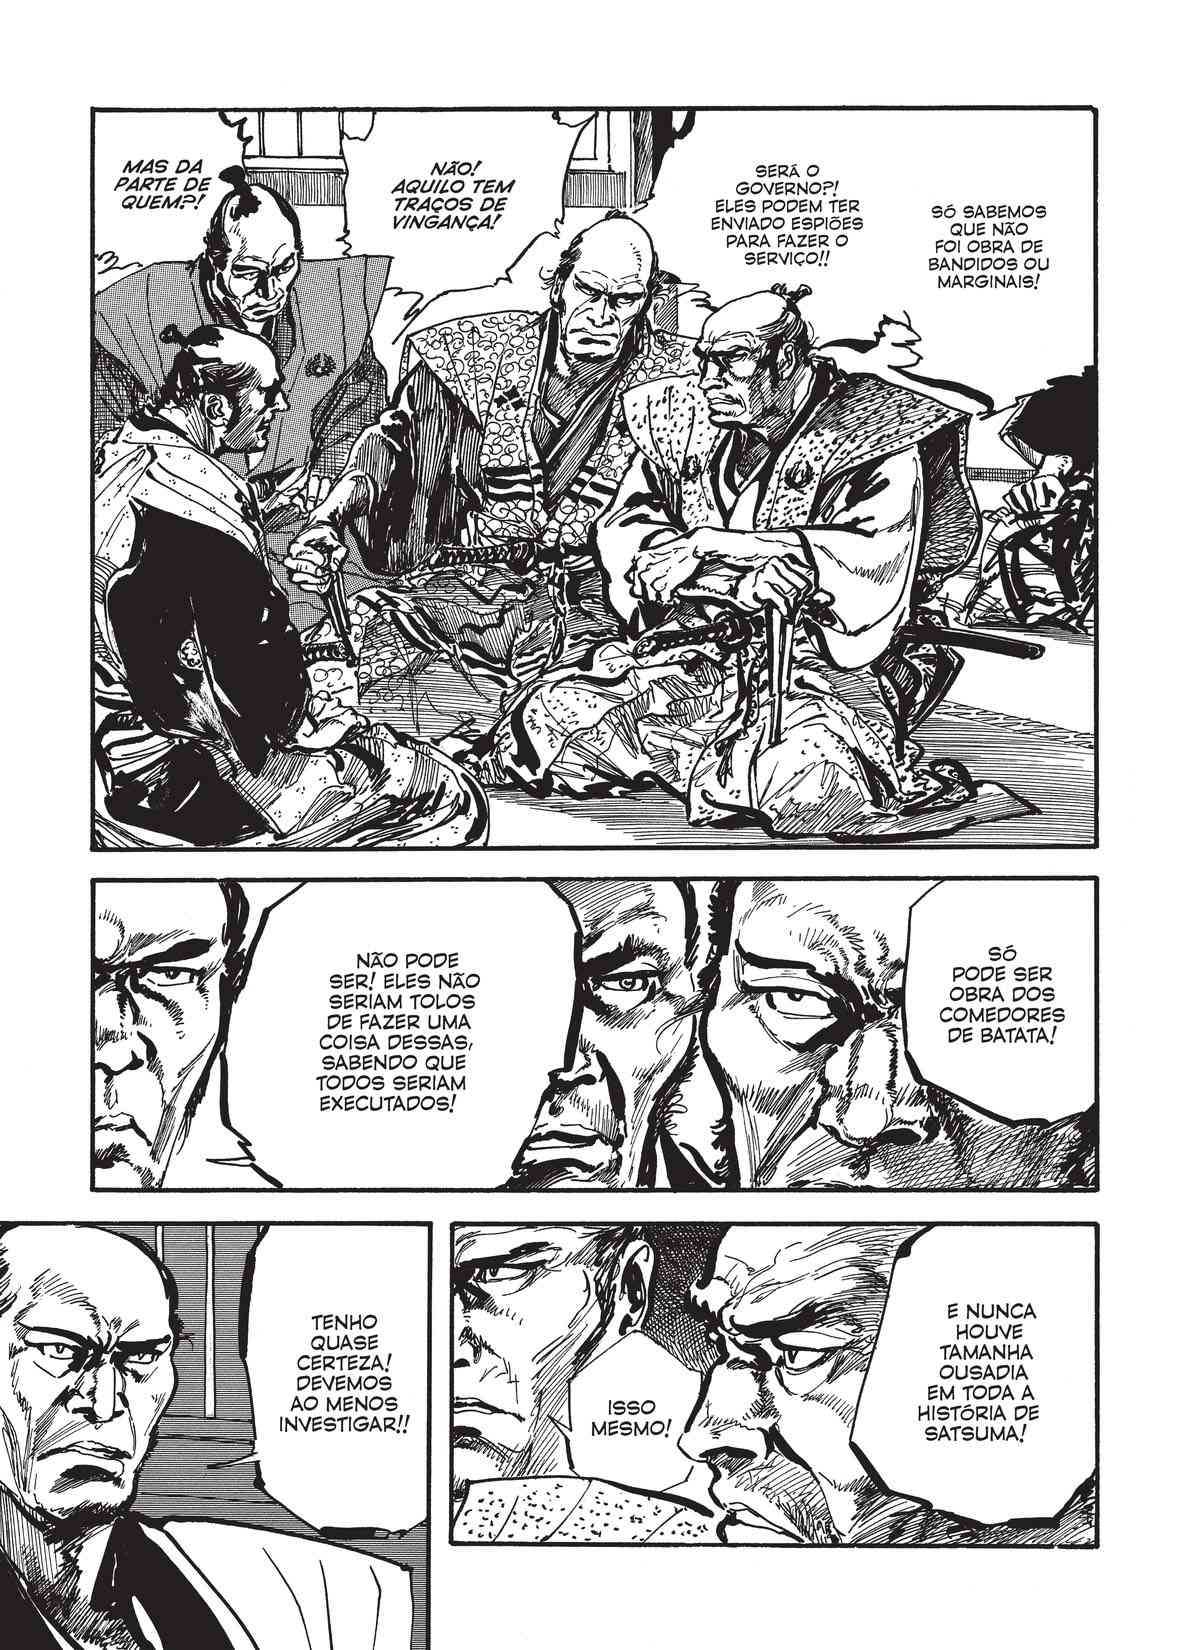 SÓ SABEMOS
QUE NÃO
FOI OBRA DE
BANDIDOS OU
MARGINAIS!
SERÁ O
GOVERNO?!
ELES PODEM TER
ENVIADO ESPIÕES
PARA FAZER O
SERVIÇO!!
NÃO!
AQUILO TEM
TRAÇOS DE
VINGANÇA!
MAS DA
PARTE DE
QUEM?!
SÓ
PODE SER
OBRA DOS
COMEDORES
DE BATATA!
NÃO PODE
SER! ELES NÃO
SERIAM TOLOS
DE FAZER UMA
COISA DESSAS,
SABENDO QUE
TODOS SERIAM
EXECUTADOS!
E NUNCA
HOUVE
TAMANHA
OUSADIA
EM TODA A
HISTÓRIA DE
SATSUMA!
ISSO
MESMO!
TENHO
QUASE
CERTEZA!
DEVEMOS
AO MENOS
INVESTIGAR!!